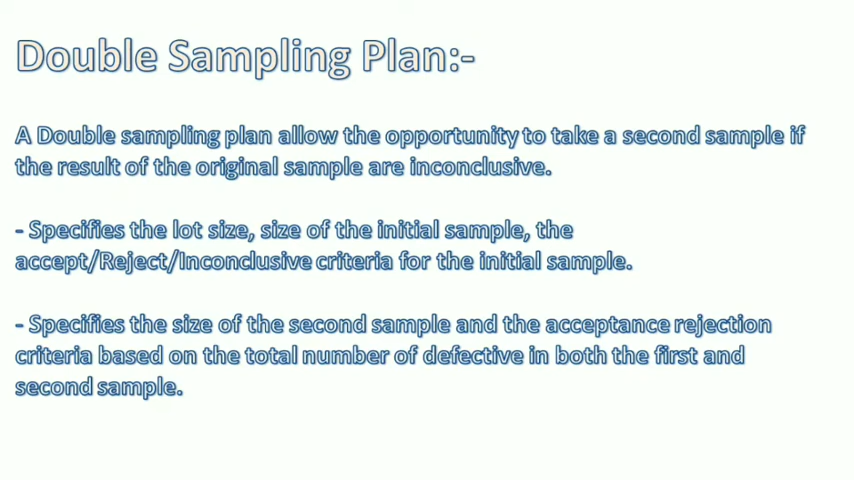 Double Sampling Plan:-
A Double sampling plan allow the opportunity to take a second sample if
the result of the original sample are inconclusive.
- Specifies the lot size, size of the initial sample, the
accept/Reject/Inconclusive criteria for the initial sample.
- Specifies the size of the second sample and the acceptance rejection
criteria based on the total number of defective in both the first and
second sample.